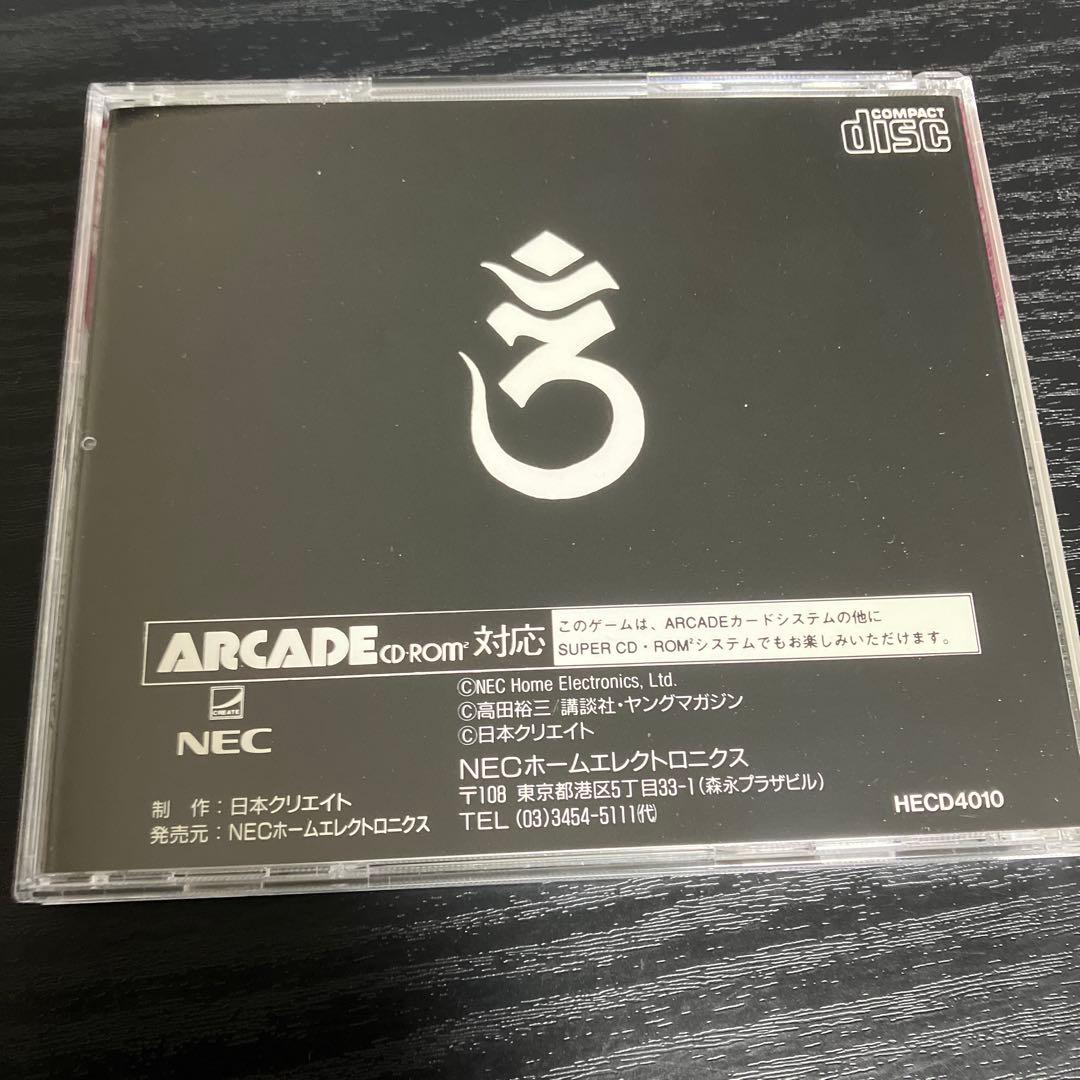 COMPACT
disc
ARCADE CD-ROM² 対応
このゲームは、ARCADEカードシステムの他に
SUPER CD・ROM²システムでもお楽しみいただけます。
CREATE
NEC
©NEC Home Electronics, Ltd.
©高田裕三/講談社・ヤングマガジン
©日本クリエイト
NECホームエレクトロニクス
〒108 東京都港区5丁目33-1(森永プラザビル)
TEL (03)3454-5111(代)
制 作:日本クリエイト
発売元:NECホームエレクトロニクス
HECD4010